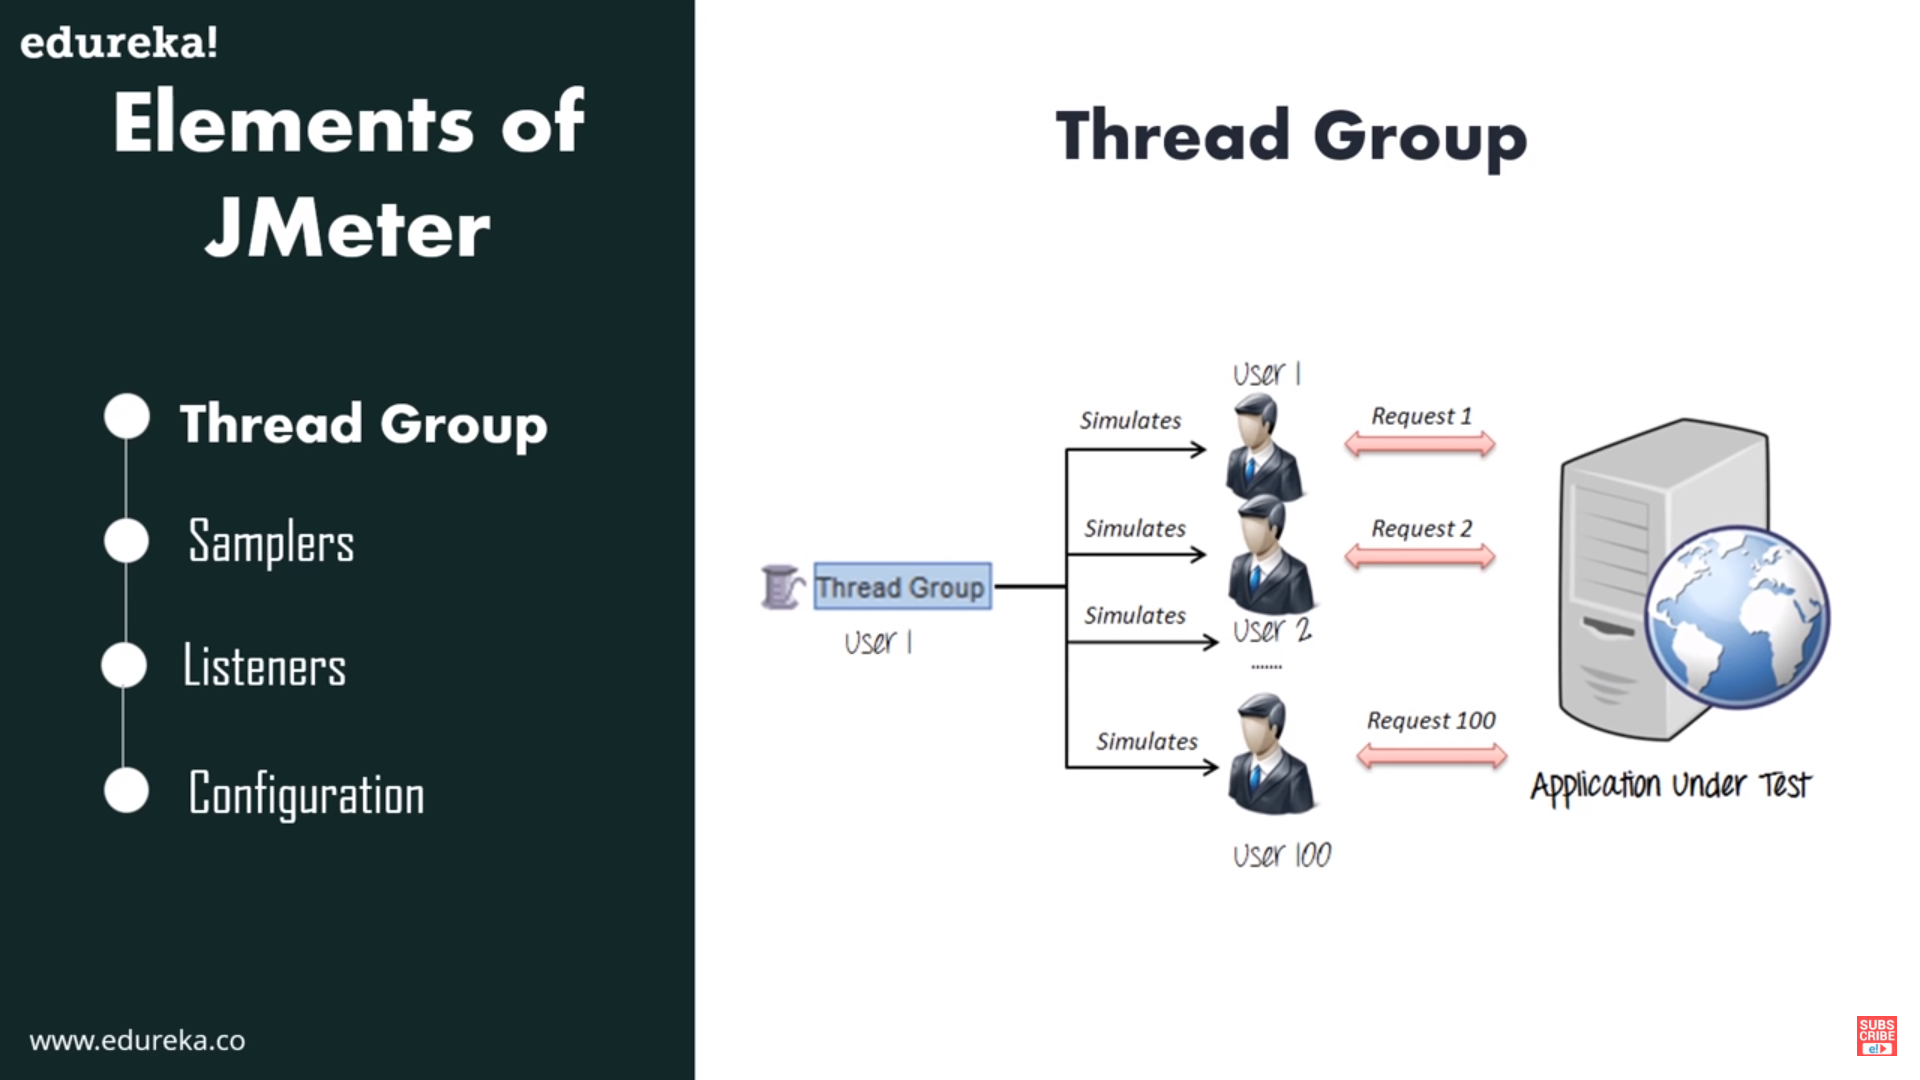 edureka!
Elements of
JMeter
Thread Group
Samplers
Listeners
Configuration
www.edureka.co
Thread Group
User 1
Simulates
Request 1
Simulates
Request 2
Thread Group
User 1
Simulates
User 2
.......
Simulates
Request 100
Application Under Test
User 100
SUBS
CRIBE
e!